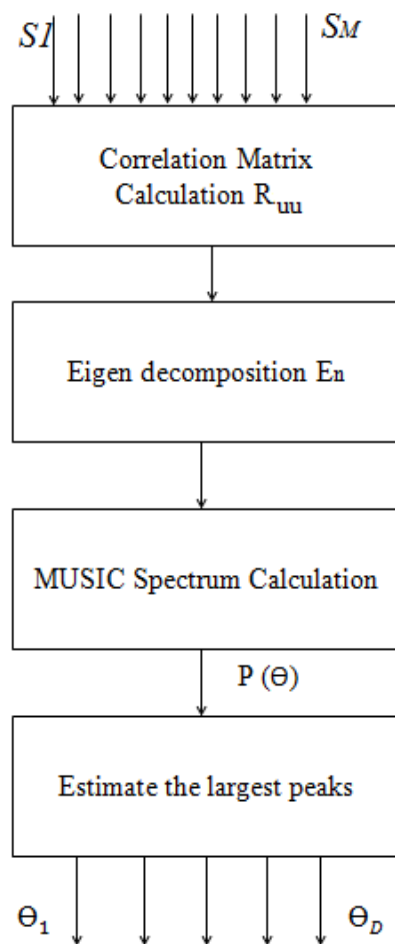 S1 SM
Correlation Matrix
Calculation Ruu
Eigen decomposition En
MUSIC Spectrum Calculation
P (Θ)
Estimate the largest peaks
Θ1 ΘD